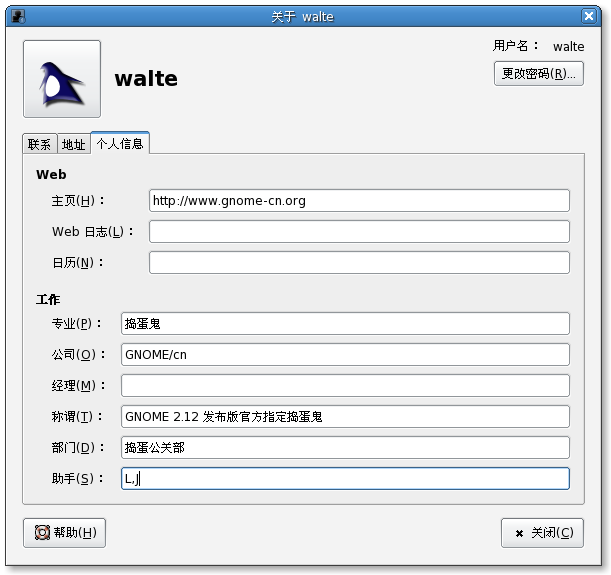 关于 walte
用户名： walte
walte
更改密码(R)...
联系 地址 个人信息
Web
主页(H)： http://www.gnome-cn.org
Web 日志(L)：
日历(N)：
工作
专业(P)： 捣蛋鬼
公司(O)： GNOME/cn
经理(M)：
称谓(T)： GNOME 2.12 发布版官方指定捣蛋鬼
部门(D)： 捣蛋公关部
助手(S)： L,J
帮助(H) 关闭(C)